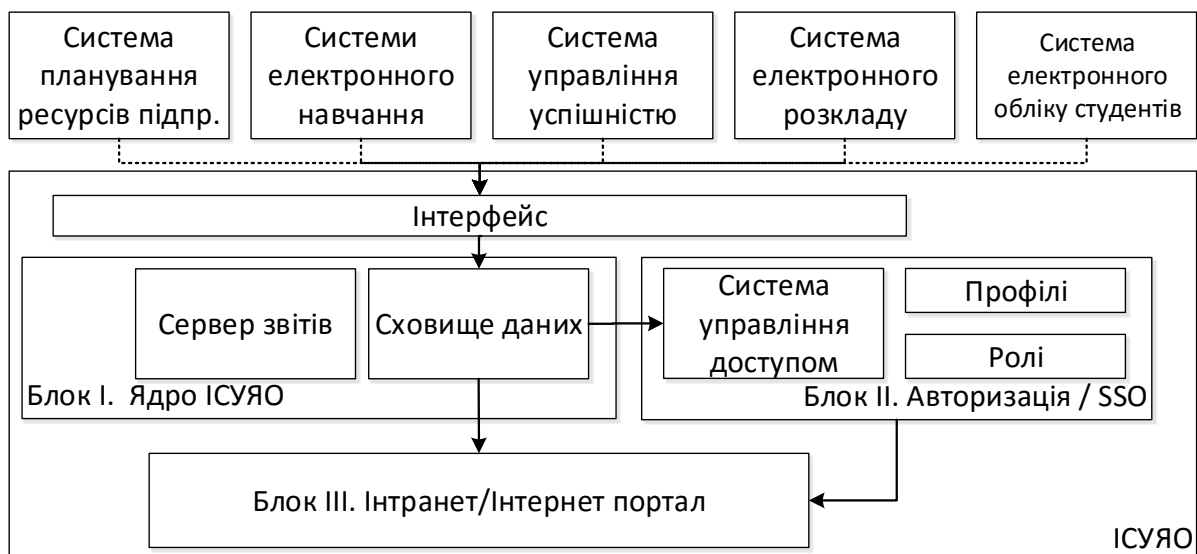 Система
планування
ресурсів підпр.
Системи
електронного
навчання
Система
управління
успішністю
Система
електронного
розкладу
Система
електронного
обліку студентів
Інтерфейс
Сервер звітів
Сховище даних
Блок I. Ядро ІСУЯО
Система
управління
доступом
Профілі
Ролі
Блок II. Авторизація / SSO
Блок III. Інтранет/Інтернет портал
ІСУЯО